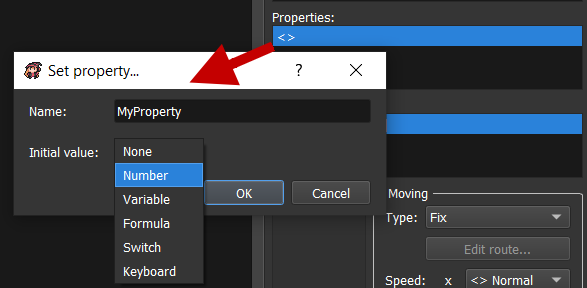 Properties:
<>
Set property...
?
Name:
MyProperty
Initial value:
None
Number
Variable
Formula
Switch
Keyboard
OK
Cancel
Moving
Type:
Fix
Edit route...
Speed:
x
<> Normal